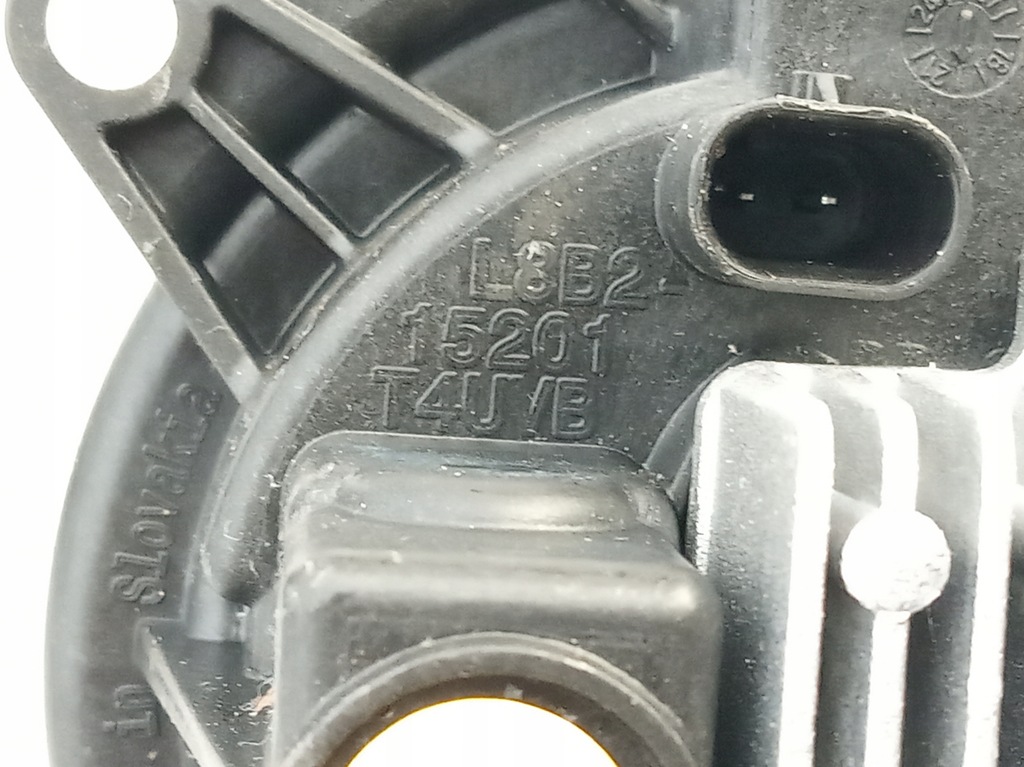 L8B2-
15201
T4U/B
in Slovakia